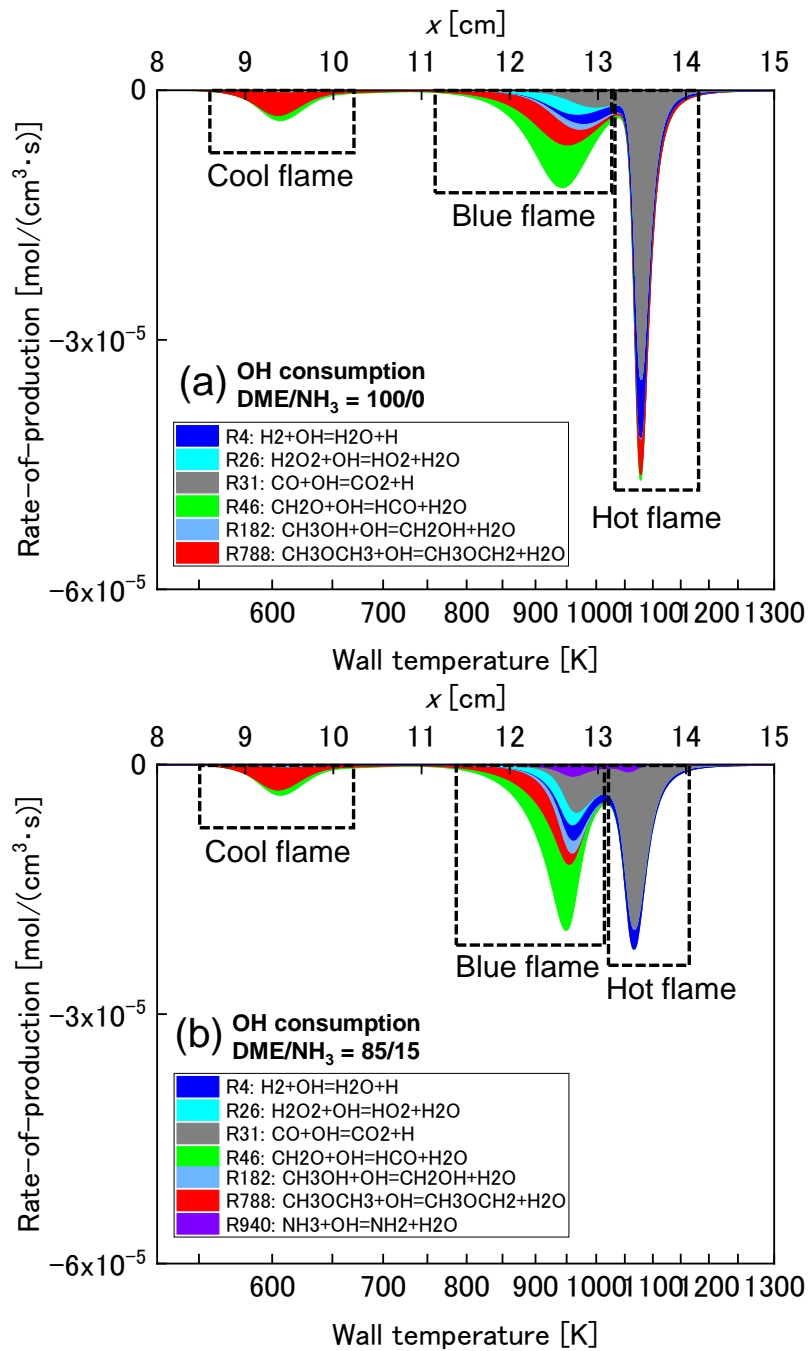 x [cm]
8 9 10 11 12 13 14 15
0
−3x10⁻⁵
−6x10⁻⁵
Rate−of−production [mol/(cm³·s)]
Cool flame
Blue flame
Hot flame
(a) OH consumption
DME/NH₃ = 100/0
R4: H2+OH=H2O+H
R26: H2O2+OH=HO2+H2O
R31: CO+OH=CO2+H
R46: CH2O+OH=HCO+H2O
R182: CH3OH+OH=CH2OH+H2O
R788: CH3OCH3+OH=CH3OCH2+H2O
600 700 800 900 1000 1100 1200 1300
Wall temperature [K]
x [cm]
8 9 10 11 12 13 14 15
0
−3x10⁻⁵
−6x10⁻⁵
Rate−of−production [mol/(cm³·s)]
Cool flame
Blue flame
Hot flame
(b) OH consumption
DME/NH₃ = 85/15
R4: H2+OH=H2O+H
R26: H2O2+OH=HO2+H2O
R31: CO+OH=CO2+H
R46: CH2O+OH=HCO+H2O
R182: CH3OH+OH=CH2OH+H2O
R788: CH3OCH3+OH=CH3OCH2+H2O
R940: NH3+OH=NH2+H2O
600 700 800 900 1000 1100 1200 1300
Wall temperature [K]